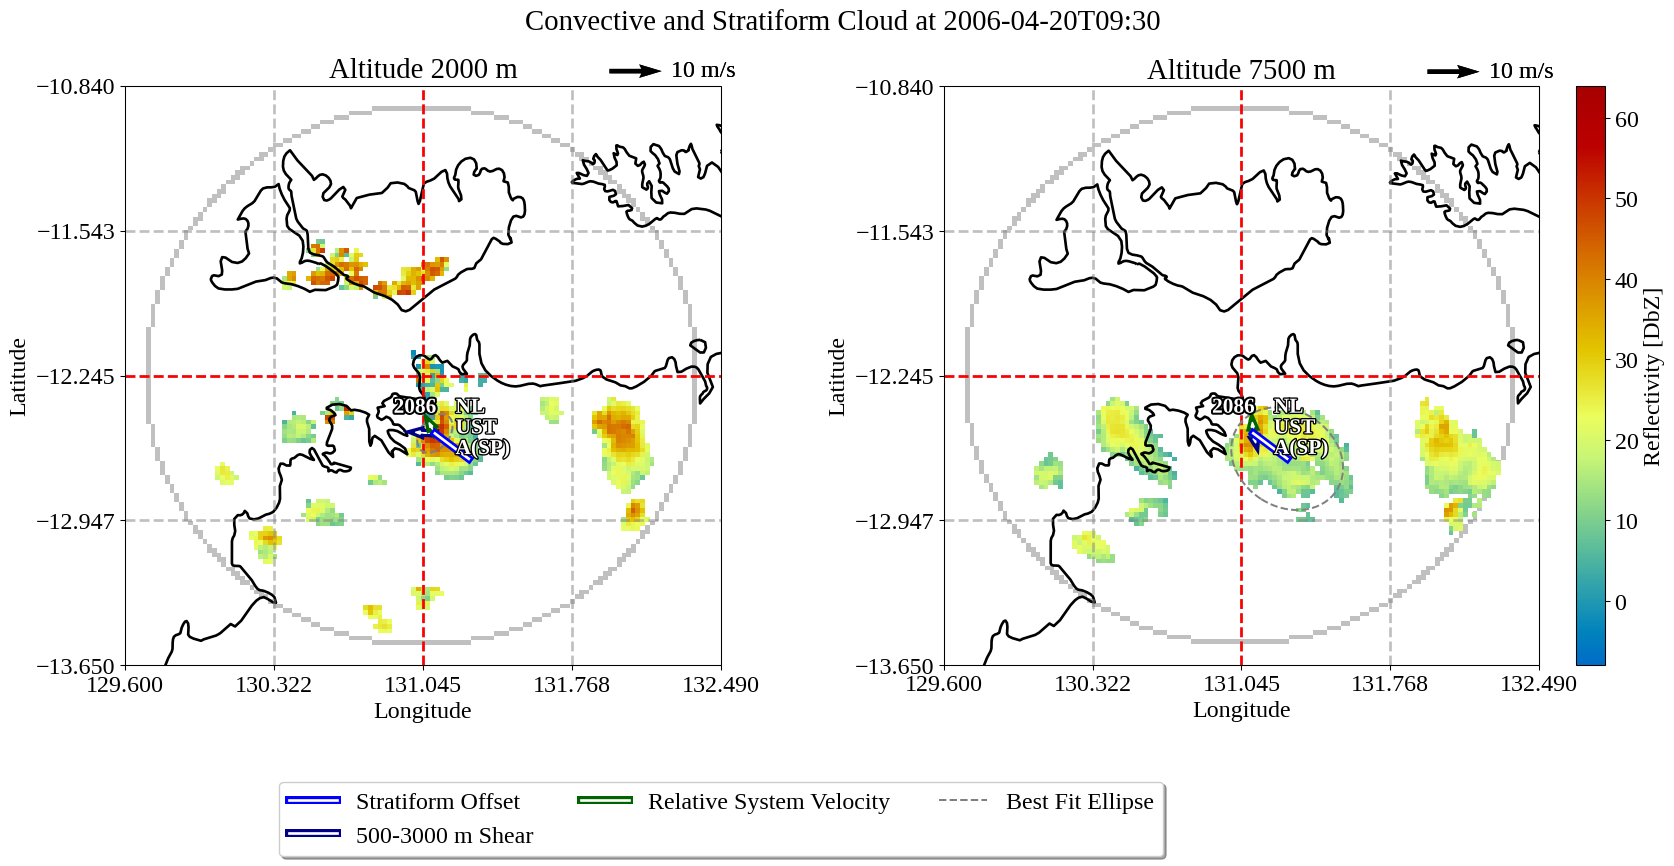 Convective and Stratiform Cloud at 2006-04-20T09:30
Altitude 2000 m
10 m/s
−10.840
−11.543
−12.245
−12.947
−13.650
129.600
130.322
131.045
131.768
132.490
Latitude
Longitude
2086
NL
UST
A(SP)
Altitude 7500 m
10 m/s
−10.840
−11.543
−12.245
−12.947
−13.650
129.600
130.322
131.045
131.768
132.490
Latitude
Longitude
2086
NL
UST
A(SP)
60
50
40
30
20
10
0
Reflectivity [DbZ]
Stratiform Offset
500-3000 m Shear
Relative System Velocity
Best Fit Ellipse